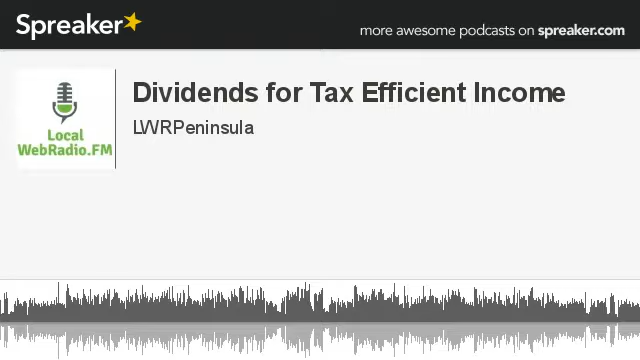 Spreaker
more awesome podcasts on spreaker.com
Dividends for Tax Efficient Income
LWRPeninsula
Local
WebRadio.FM